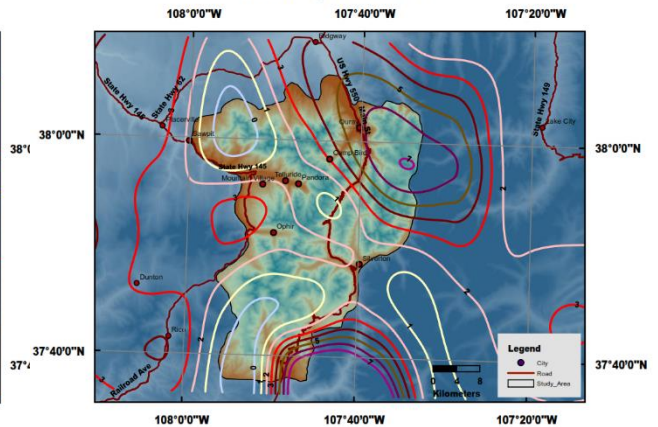 108°0'0"W 107°40'0"W 107°20'0"W
Ridgway
State Hwy 62
State Hwy 145
US Hwy 550
State Hwy 149
Placerville
Lake City
38°0'0"N 38°0'0"N
Sawpit
Camp Bird
State Hwy 145
Telluride
Mountain Village
Pandora
Ophir
Silverton
Dunton
Rico
Railroad Ave
37°40'0"N 37°40'0"N
Legend
City
Road
Study_Area
0 4 8
Kilometers
108°0'0"W 107°40'0"W 107°20'0"W